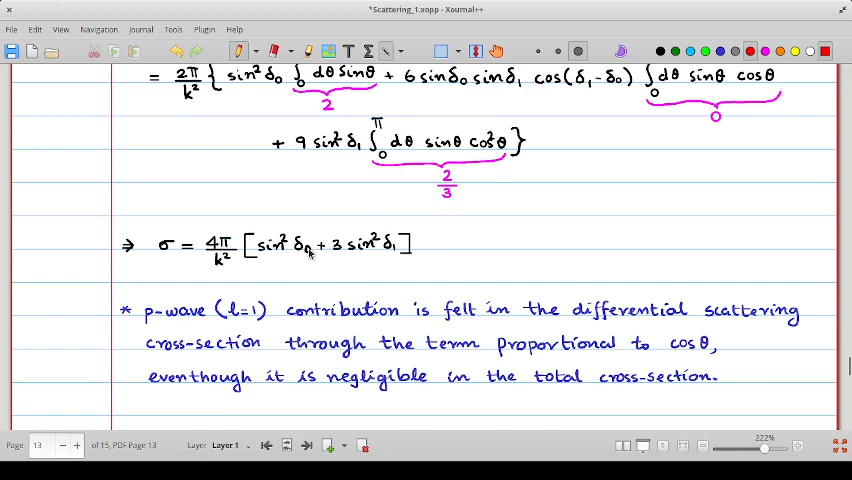 *Scattering_1.xopp - Xournal++
File Edit View Navigation Journal Tools Plugin Help
= 2π/k² { sin²δ₀ ∫₀ dθ sinθ + 6 sinδ₀ sinδ₁ cos(δ₁-δ₀) ∫₀ dθ sinθ cosθ
2 0
+ 9 sin²δ₁ ∫₀^π dθ sinθ cos²θ }
2/3
⇒ σ = 4π/k² [ sin²δ₀ + 3 sin²δ₁ ]
* p-wave (l=1) contribution is felt in the differential scattering
cross-section through the term proportional to cosθ,
eventhough it is negligible in the total cross-section.
Page 13 of 15, PDF Page 13 Layer Layer 1 222%